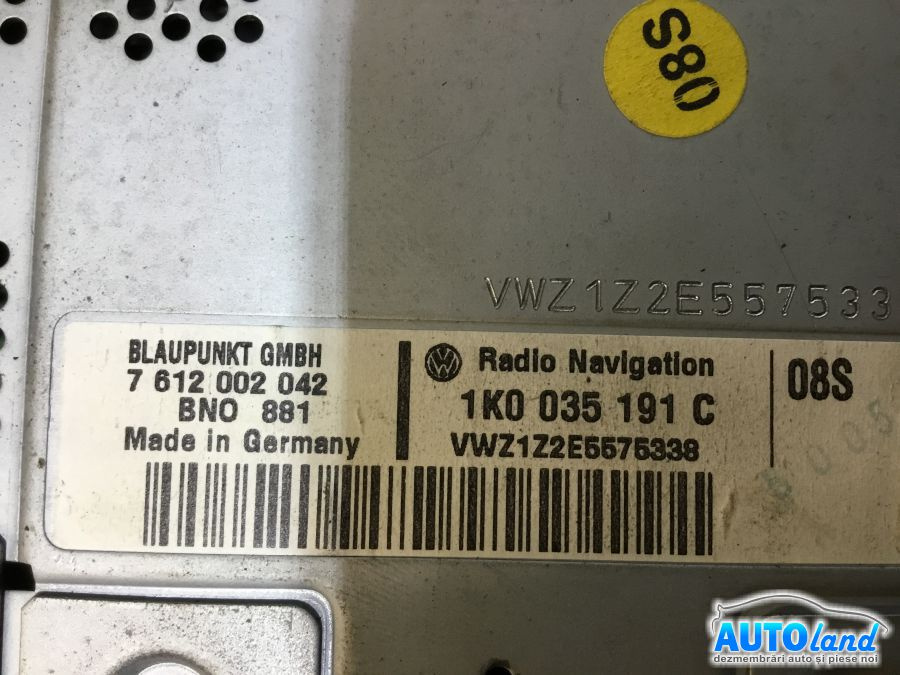 08S
VWZ1Z2E557533
BLAUPUNKT GMBH
7 612 002 042
BNO 881
Made in Germany
Radio Navigation
1K0 035 191 C
VWZ1Z2E5575338
08S
AUTOland
dezmembrări auto și piese noi